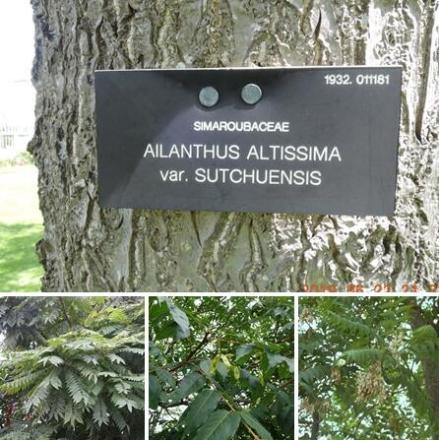 1932. 011181
SIMAROUBACEAE
AILANTHUS ALTISSIMA
var. SUTCHUENSIS